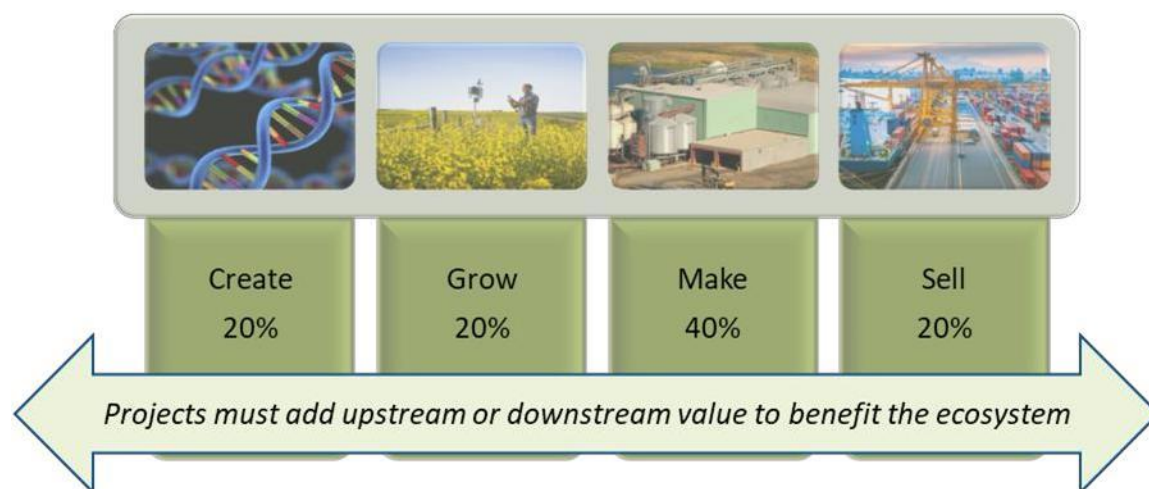 Create
20%
Grow
20%
Make
40%
Sell
20%
Projects must add upstream or downstream value to benefit the ecosystem